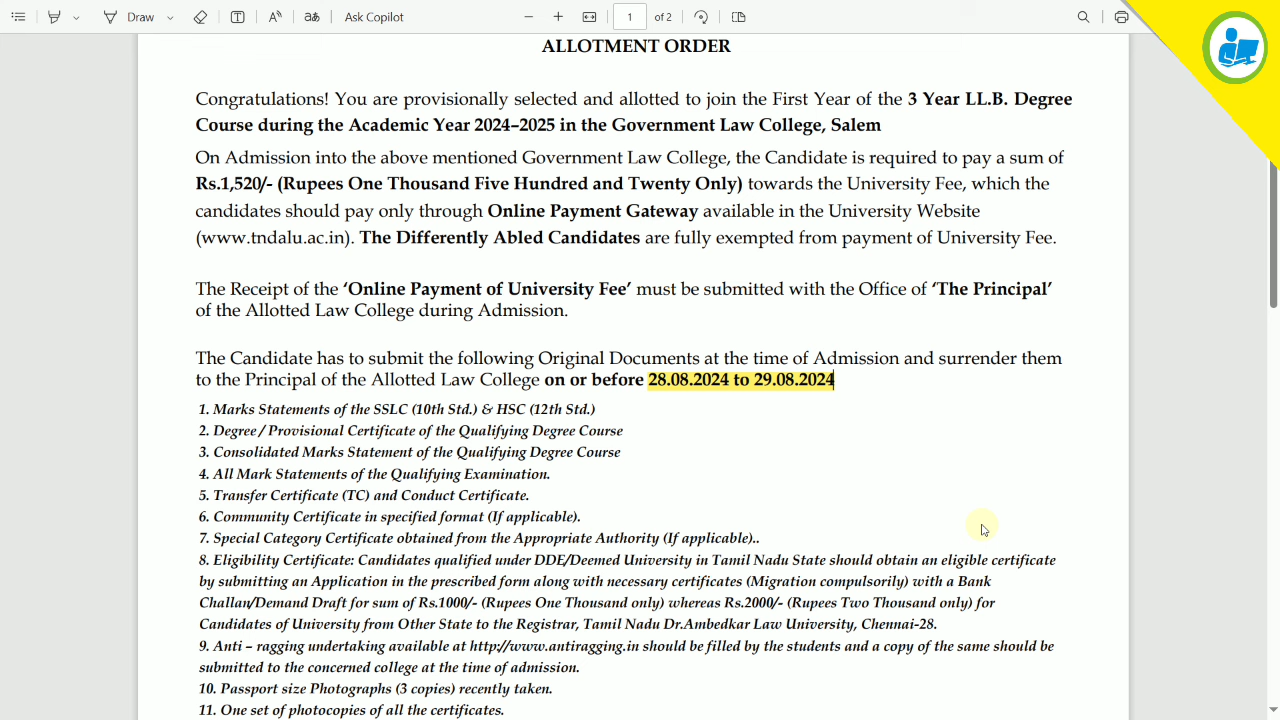 Draw
Ask Copilot
1 of 2
ALLOTMENT ORDER
Congratulations! You are provisionally selected and allotted to join the First Year of the 3 Year LL.B. Degree
Course during the Academic Year 2024–2025 in the Government Law College, Salem
On Admission into the above mentioned Government Law College, the Candidate is required to pay a sum of
Rs.1,520/- (Rupees One Thousand Five Hundred and Twenty Only) towards the University Fee, which the
candidates should pay only through Online Payment Gateway available in the University Website
(www.tndalu.ac.in). The Differently Abled Candidates are fully exempted from payment of University Fee.
The Receipt of the ‘Online Payment of University Fee’ must be submitted with the Office of ‘The Principal’
of the Allotted Law College during Admission.
The Candidate has to submit the following Original Documents at the time of Admission and surrender them
to the Principal of the Allotted Law College on or before 28.08.2024 to 29.08.2024
1. Marks Statements of the SSLC (10th Std.) & HSC (12th Std.)
2. Degree / Provisional Certificate of the Qualifying Degree Course
3. Consolidated Marks Statement of the Qualifying Degree Course
4. All Mark Statements of the Qualifying Examination.
5. Transfer Certificate (TC) and Conduct Certificate.
6. Community Certificate in specified format (If applicable).
7. Special Category Certificate obtained from the Appropriate Authority (If applicable)..
8. Eligibility Certificate: Candidates qualified under DDE/Deemed University in Tamil Nadu State should obtain an eligible certificate
by submitting an Application in the prescribed form along with necessary certificates (Migration compulsorily) with a Bank
Challan/Demand Draft for sum of Rs.1000/- (Rupees One Thousand only) whereas Rs.2000/- (Rupees Two Thousand only) for
Candidates of University from Other State to the Registrar, Tamil Nadu Dr.Ambedkar Law University, Chennai-28.
9. Anti – ragging undertaking available at http://www.antiragging.in should be filled by the students and a copy of the same should be
submitted to the concerned college at the time of admission.
10. Passport size Photographs (3 copies) recently taken.
11. One set of photocopies of all the certificates.